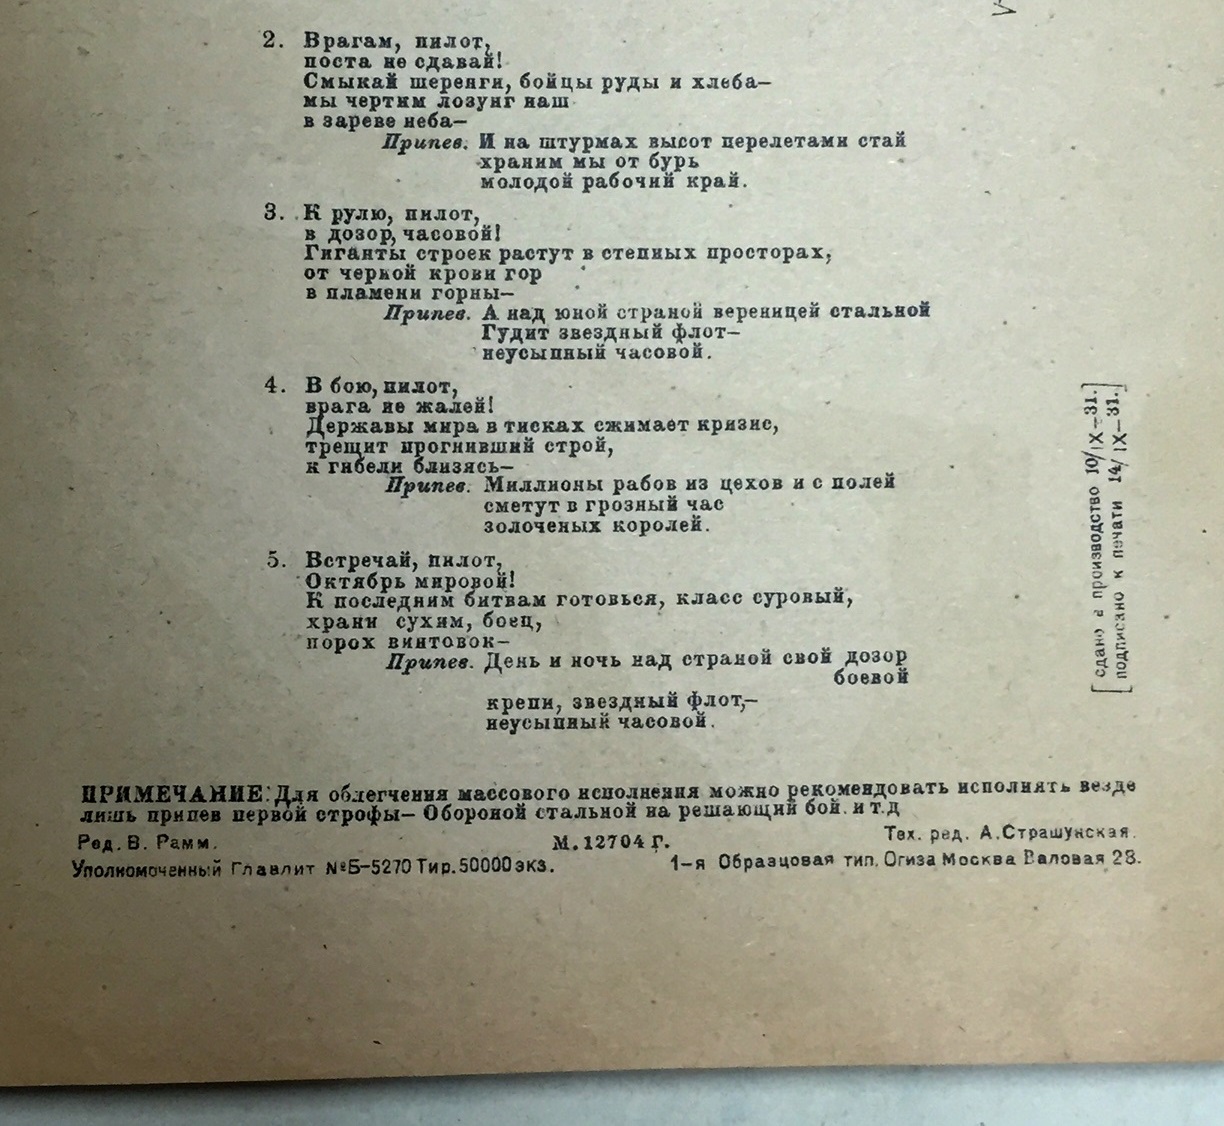 2. Врагам, пилот,
поста не сдавай!
Смыкай шеренги, бойцы руды и хлеба—
мы чертим лозунг наш
в зареве неба—
Припев. И на штурмах высот перелетами стай
храним мы от бурь
молодой рабочий край.
3. К рулю, пилот,
в дозор, часовой!
Гиганты строек растут в степных просторах,
от черной крови гор
в пламени горны—
Припев. А над юной страной вереницей стальной
Гудит звездный флот—
неусыпный часовой.
4. В бою, пилот,
врага не жалей!
Державы мира в тисках сжимает кризис,
трещит прогнивший строй,
к гибели близясь—
Припев. Миллионы рабов из цехов и с полей
сметут в грозный час
золоченых королей.
5. Встречай, пилот,
Октябрь мировой!
К последним битвам готовься, класс суровый,
храни сухим, боец,
порох винтовок—
Припев. День и ночь над страной свой дозор
боевой
крепи, звездный флот,—
неусыпный часовой.
сдано в производство 10/IX—31.
подписано к печати 14/IX—31.
ПРИМЕЧАНИЕ: Для облегчения массового исполнения можно рекомендовать исполнять везде
лишь припев первой строфы— Обороной стальной на решающий бой. и т.д
Ред. В. Рамм. М. 12704 Г. Тех. ред. А. Страшунская.
Уполномоченный Главлит №Б—5270 Тир. 50000 экз. 1-я Образцовая тип. Огиза Москва Валовая 28.